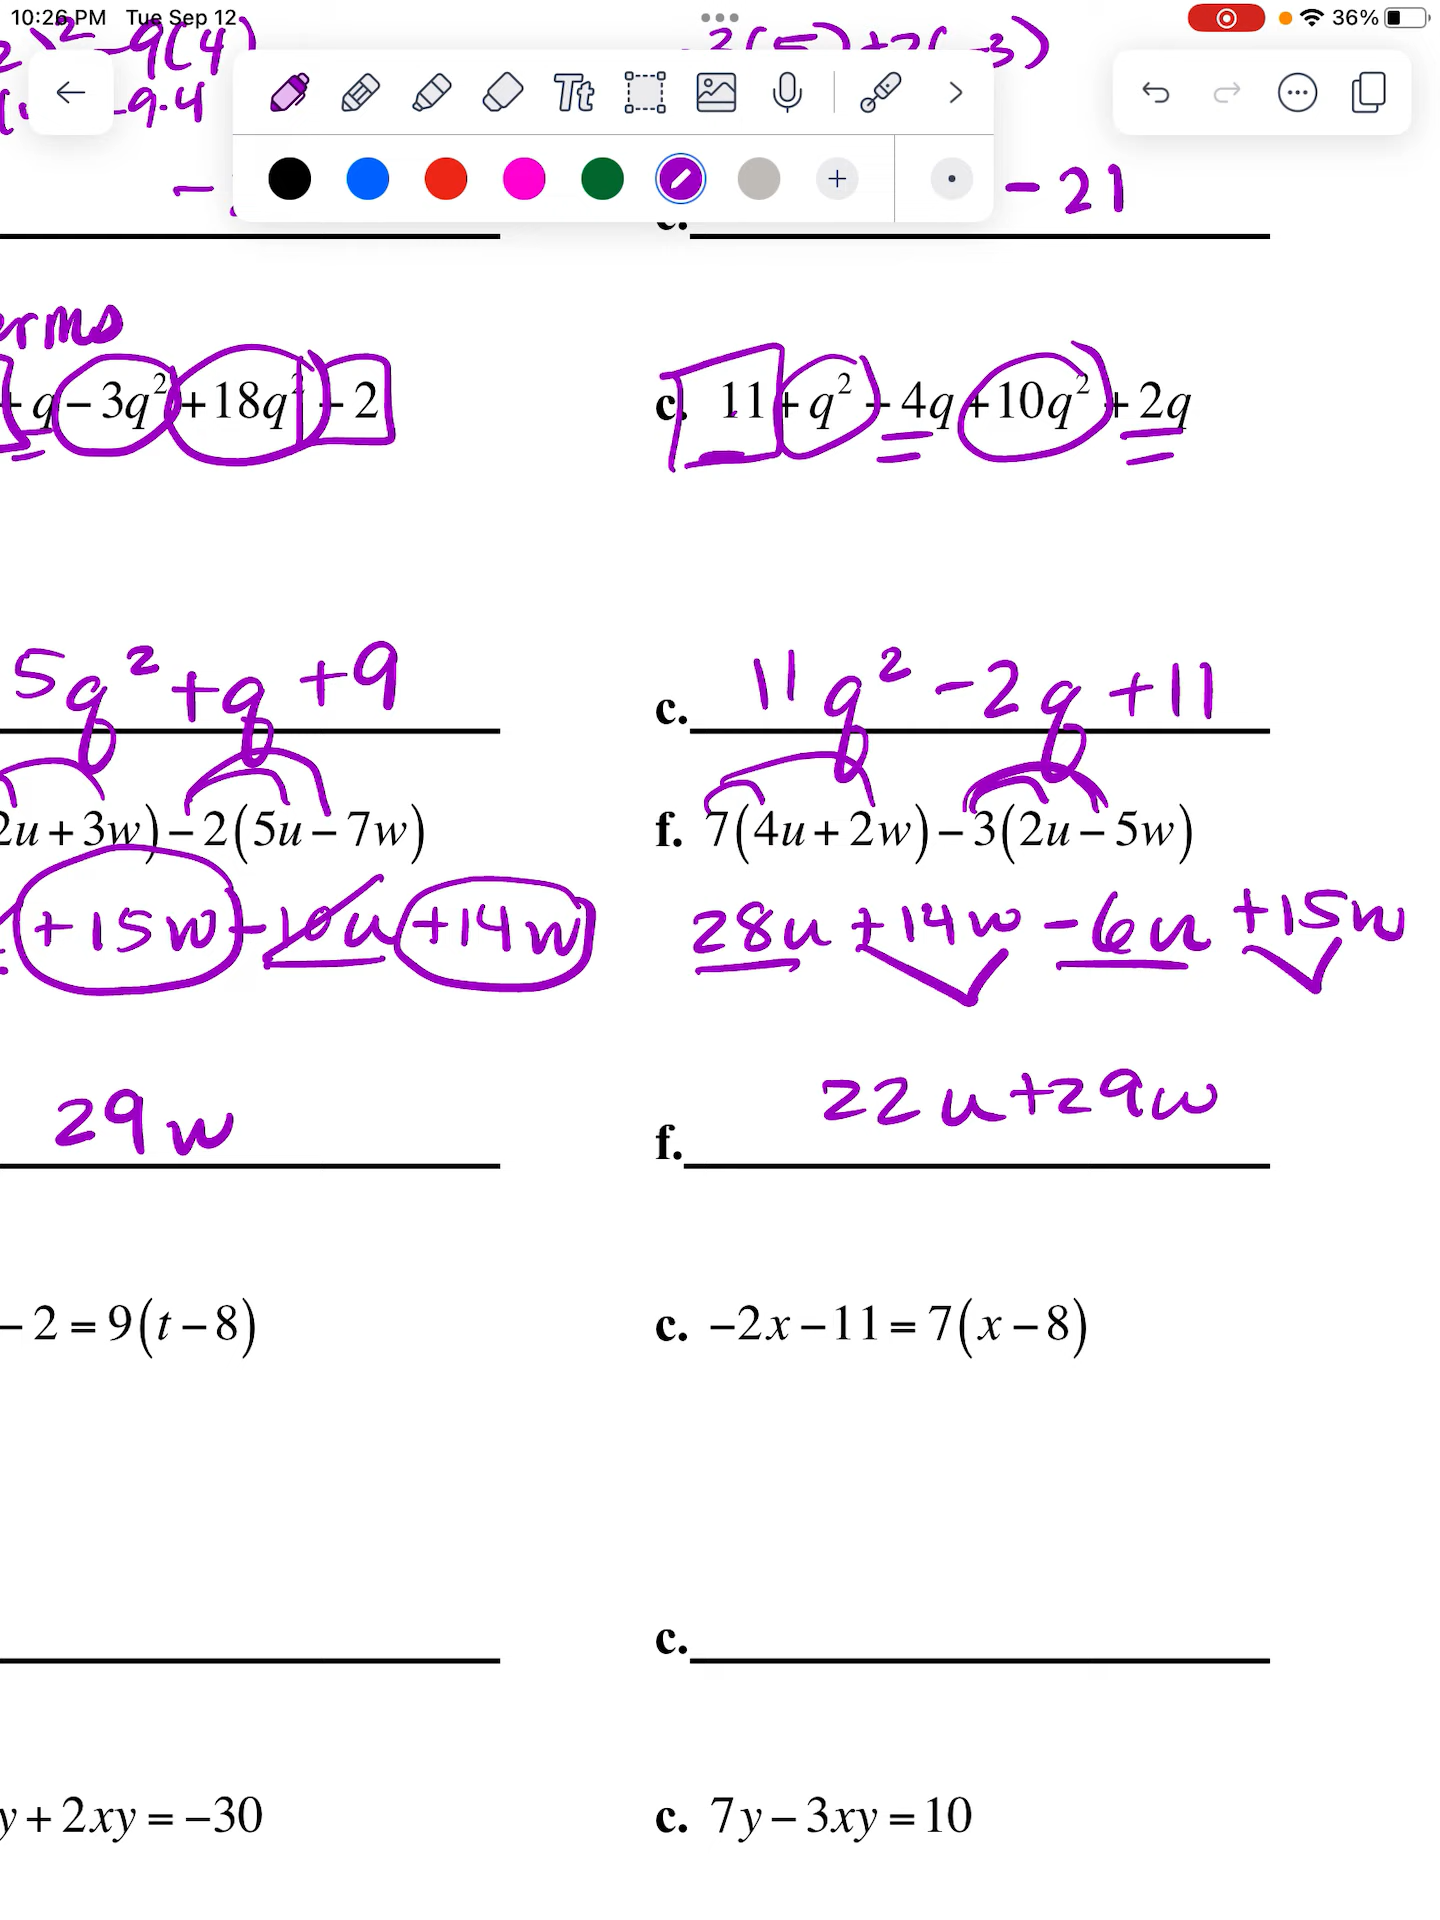 10:26 PM Tue Sep 12 36%
-9(4)
-9·4
Tt
- 21
c.
erms
q - 3q² + 18q² - 2
c. 11 + q² - 4q + 10q² + 2q
5q² + q + 9
c. 11q² - 2q + 11
2u + 3w) - 2(5u - 7w)
f. 7(4u + 2w) - 3(2u - 5w)
+15w -10u +14w
28u +14w -6u +15w
29w
f. 22u+29w
- 2 = 9(t - 8)
c. -2x - 11 = 7(x - 8)
c.
y + 2xy = -30
c. 7y - 3xy = 10